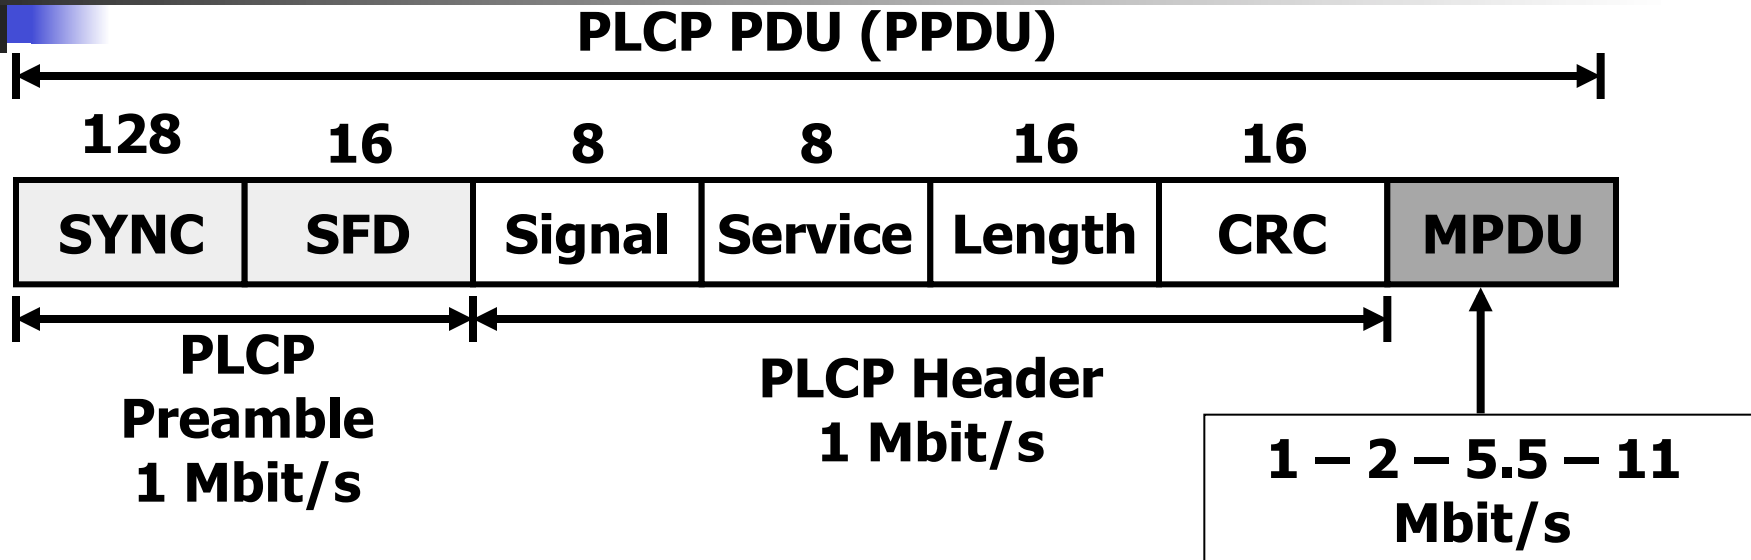 PLCP PDU (PPDU)
128 16 8 8 16 16
SYNC SFD Signal Service Length CRC MPDU
PLCP
Preamble
1 Mbit/s
PLCP Header
1 Mbit/s
1 – 2 – 5.5 – 11
Mbit/s